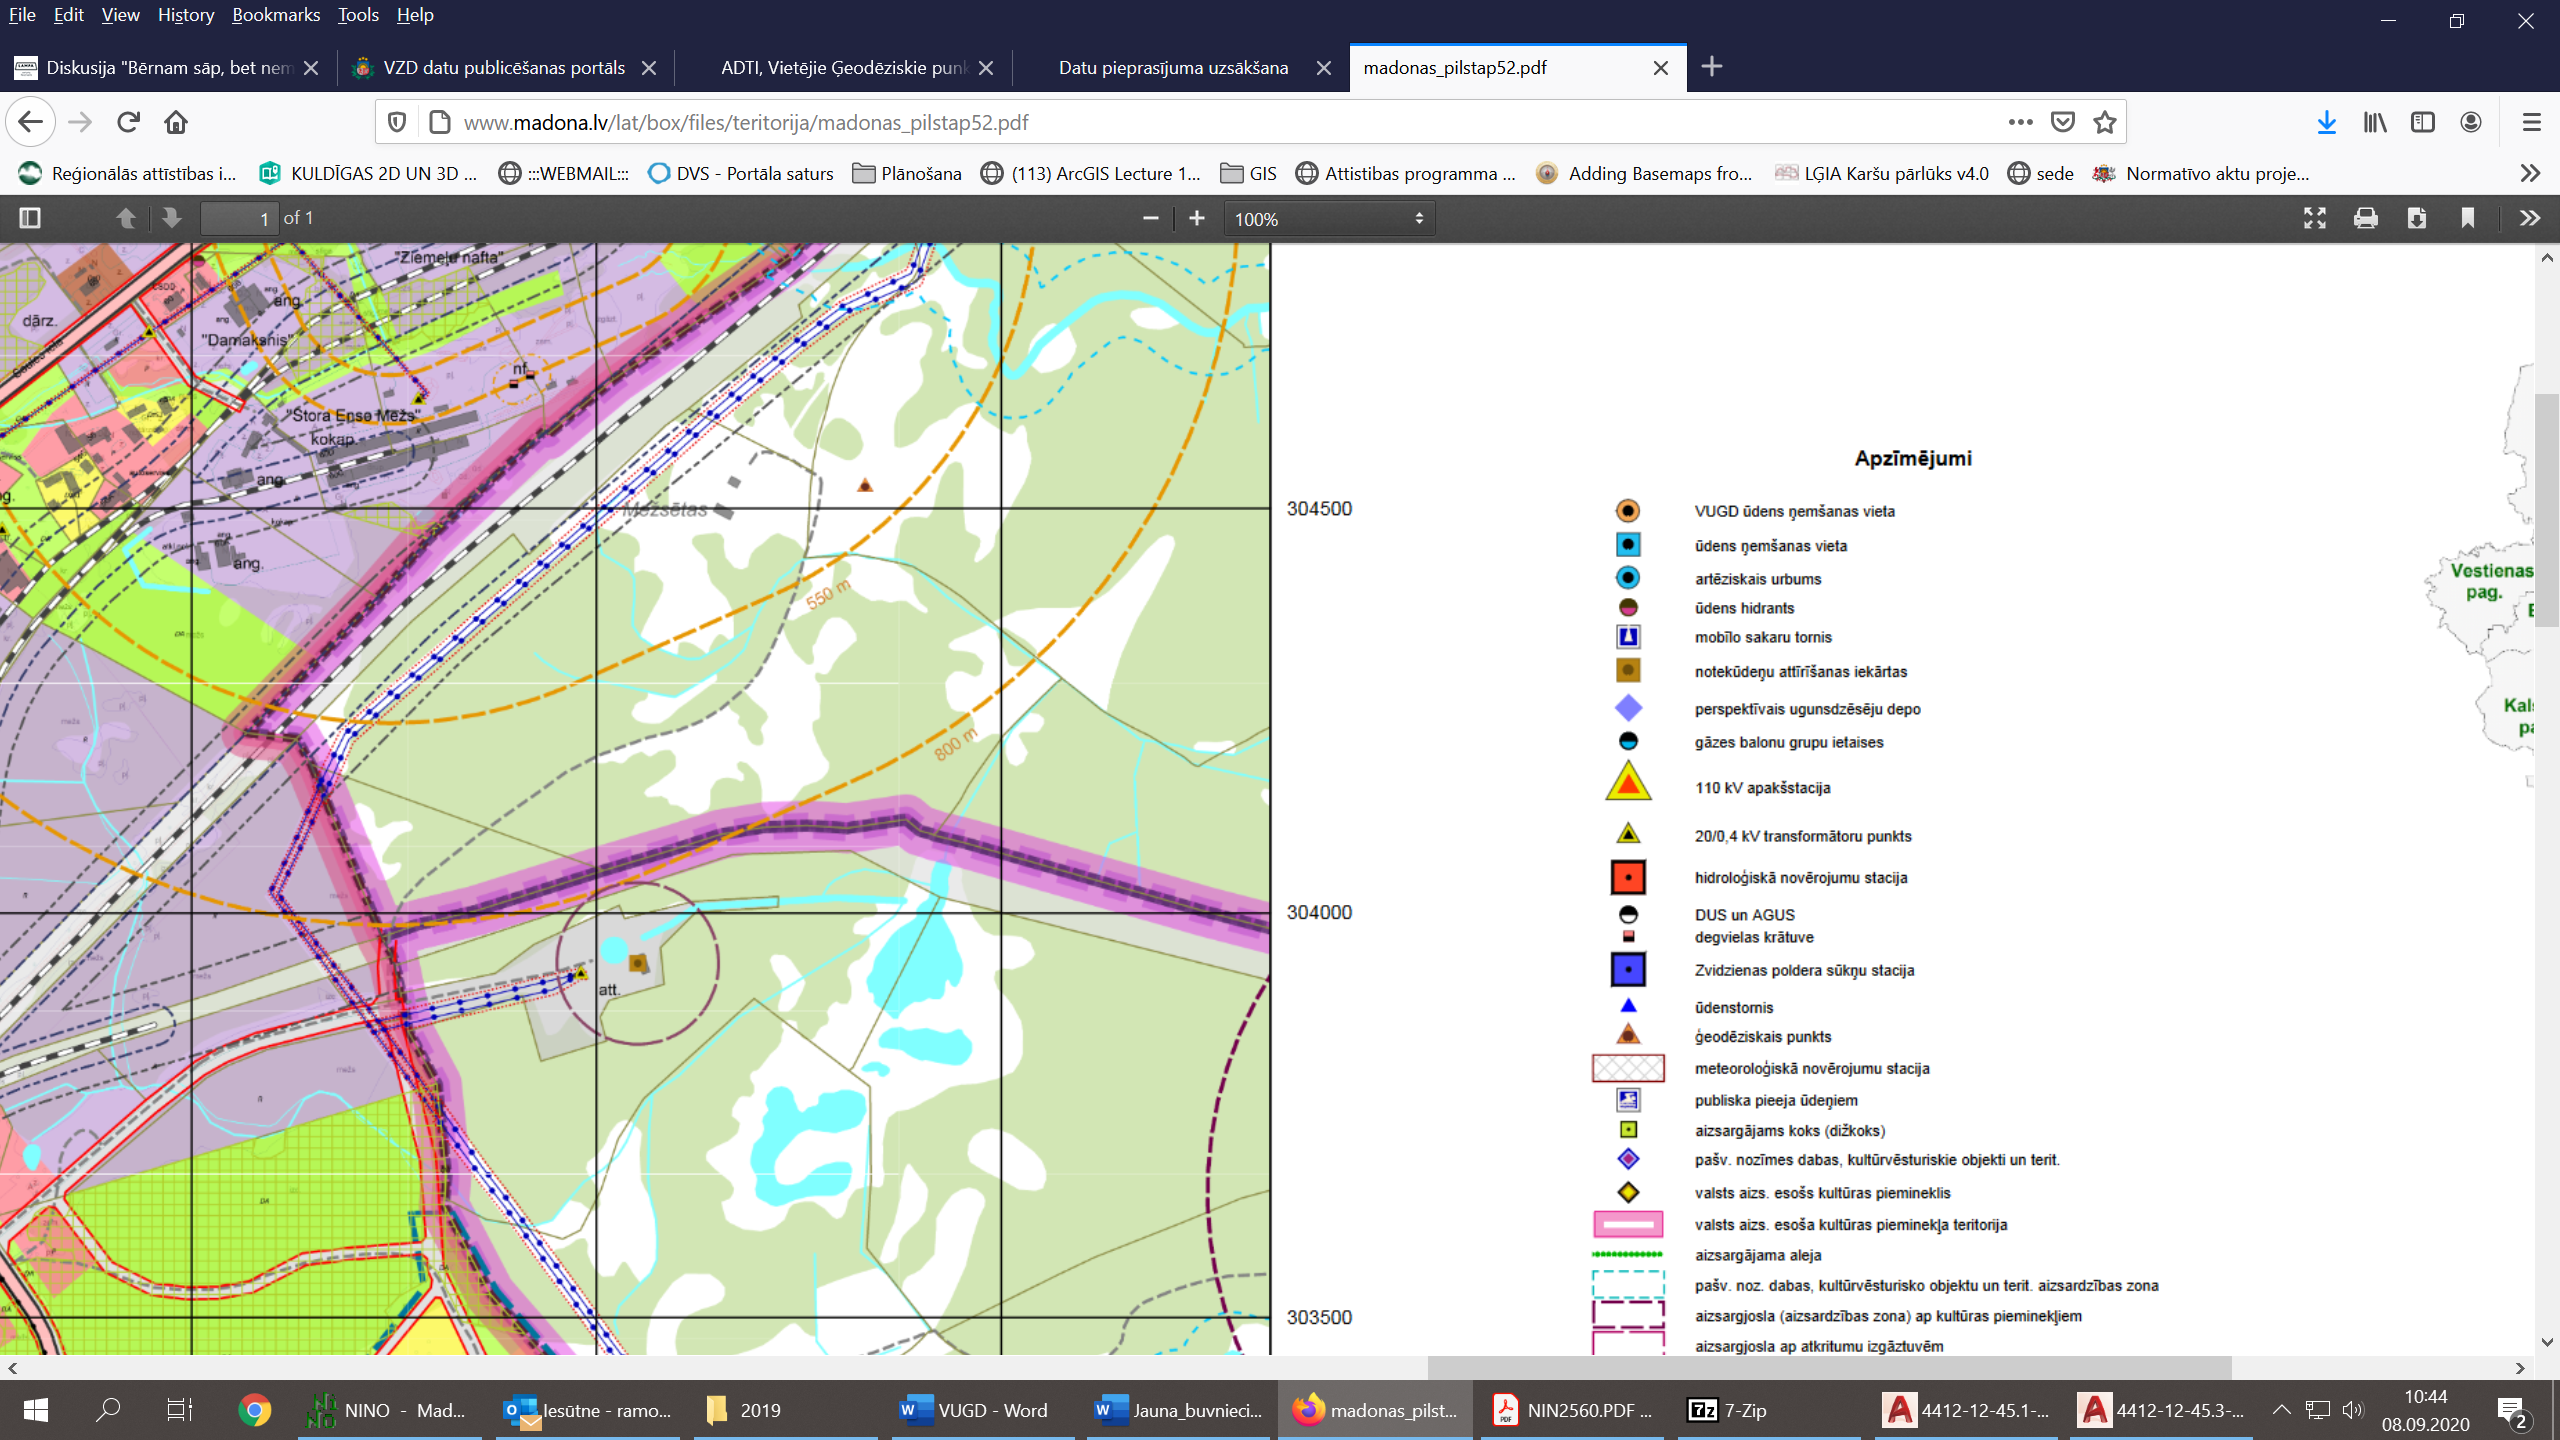 File Edit View History Bookmarks Tools Help
Diskusija "Bērnam sāp, bet nem
VZD datu publicēšanas portāls
ADTI, Vietējie Ģeodēziskie punk
Datu pieprasījuma uzsākšana
madonas_pilstap52.pdf
www.madona.lv/lat/box/files/teritorija/madonas_pilstap52.pdf
Reģionālās attīstības i...
KULDĪGAS 2D UN 3D ...
:::WEBMAIL:::
DVS - Portāla saturs
Plānošana
(113) ArcGIS Lecture 1...
GIS
Attistibas programma ...
Adding Basemaps fro...
LĢIA Karšu pārlūks v4.0
sede
Normatīvo aktu proje...
1 of 1
100%
"Ziemeļu nafta"
ang.
dārz.
"Damaksnis"
nf
"Stora Enso Mežs"
kokap.
ang.
ang.
Mežsētas
550 m
800 m
att.
304500
304000
303500
Apzīmējumi
VUGD ūdens ņemšanas vieta
ūdens ņemšanas vieta
artēziskais urbums
ūdens hidrants
mobīlo sakaru tornis
notekūdeņu attīrīšanas iekārtas
perspektīvais ugunsdzēsēju depo
gāzes balonu grupu ietaises
110 kV apakšstacija
20/0,4 kV transformātoru punkts
hidroloģiskā novērojumu stacija
DUS un AGUS
degvielas krātuve
Zvidzienas poldera sūkņu stacija
ūdenstornis
ģeodēziskais punkts
meteoroloģiskā novērojumu stacija
publiska pieeja ūdeņiem
aizsargājams koks (dižkoks)
pašv. nozīmes dabas, kultūrvēsturiskie objekti un terit.
valsts aizs. esošs kultūras piemineklis
valsts aizs. esoša kultūras pieminekļa teritorija
aizsargājama aleja
pašv. noz. dabas, kultūrvēsturisko objektu un terit. aizsardzības zona
aizsargjosla (aizsardzības zona) ap kultūras pieminekļiem
aizsargjosla ap atkritumu izgāztuvēm
Vestienas
pag.
Kal
pa
NINO - Mad...
Iesūtne - ramo...
2019
VUGD - Word
Jauna_buvnieci...
madonas_pilst...
NIN2560.PDF ...
7-Zip
4412-12-45.1-...
4412-12-45.3-...
10:44
08.09.2020
2